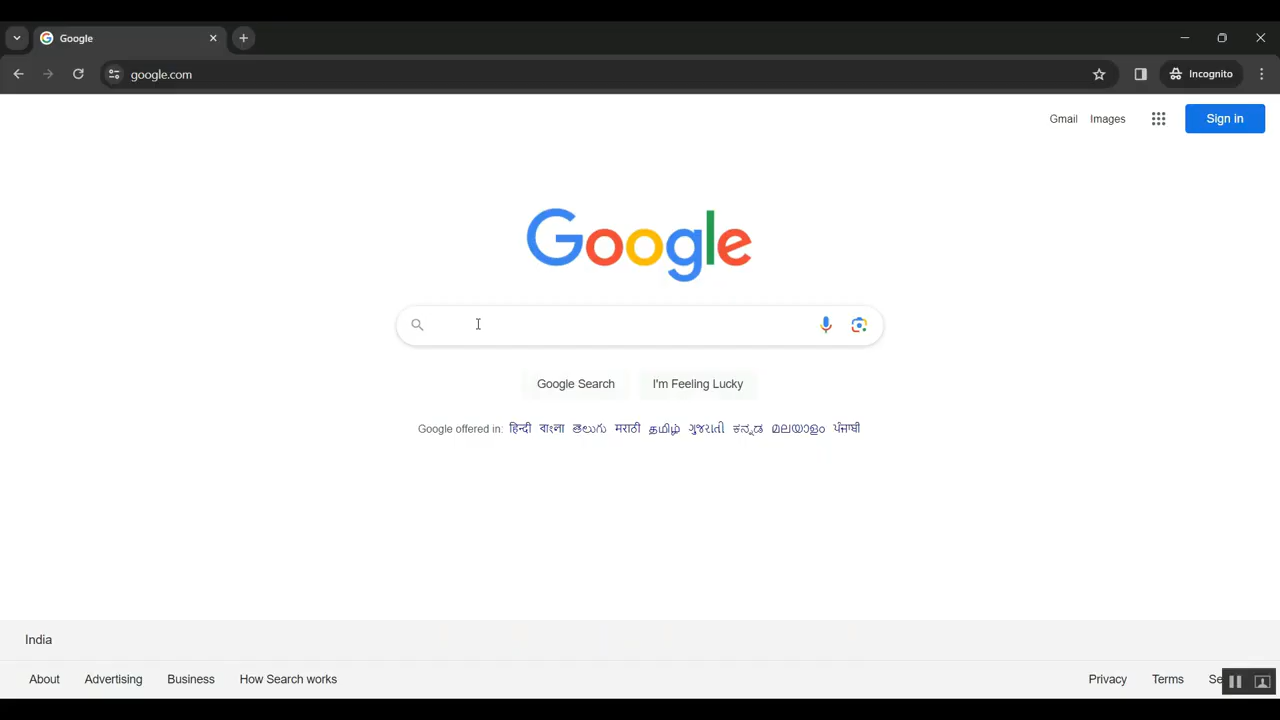 Google
google.com
Incognito
Gmail Images Sign in
Google
Google Search I'm Feeling Lucky
Google offered in: हिन्दी বাংলা తెలుగు मराठी தமிழ் ગુજરાતી ಕನ್ನಡ മലയാളം ਪੰਜਾਬੀ
India
About Advertising Business How Search works Privacy Terms Se